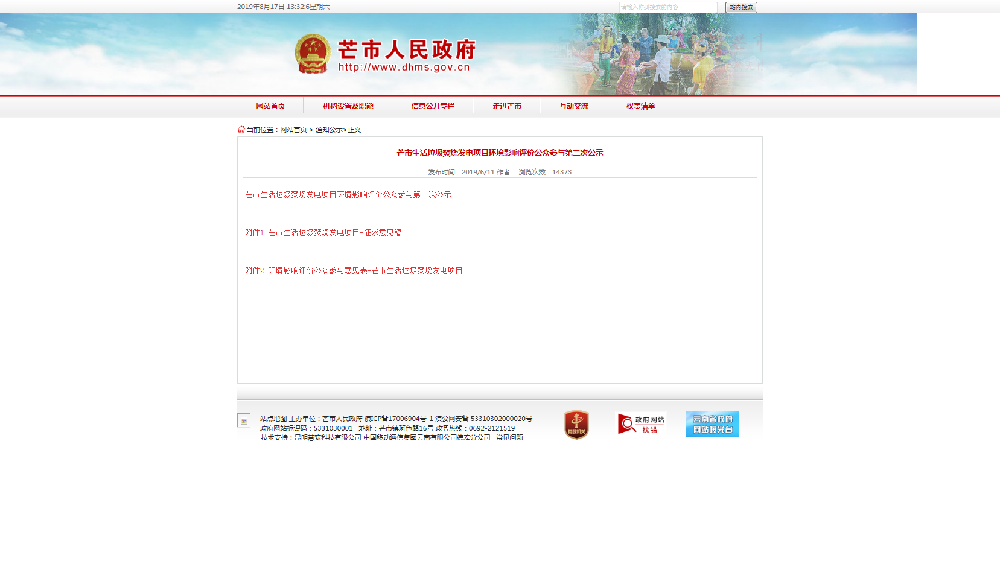 2019年8月17日 13:32:6星期六
请输入你要搜索的内容
站内搜索
芒市人民政府
http://www.dhms.gov.cn
网站首页 机构设置及职能 信息公开专栏 走进芒市 互动交流 权责清单
当前位置：网站首页 > 通知公示>正文
芒市生活垃圾焚烧发电项目环境影响评价公众参与第二次公示
发布时间：2019/6/11 作者： 浏览次数：14373
芒市生活垃圾焚烧发电项目环境影响评价公众参与第二次公示
附件1 芒市生活垃圾焚烧发电项目-征求意见稿
附件2 环境影响评价公众参与意见表-芒市生活垃圾焚烧发电项目
站点地图 主办单位：芒市人民政府 滇ICP备17006904号-1 滇公网安备 53310302000020号
政府网站标识码：5331030001 地址：芒市镇斑色路16号 政务热线：0692-2121519
技术支持：昆明慧软科技有限公司 中国移动通信集团云南有限公司德宏分公司 常见问题
党政机关
政府网站
找错
云南省政府
网站曝光台